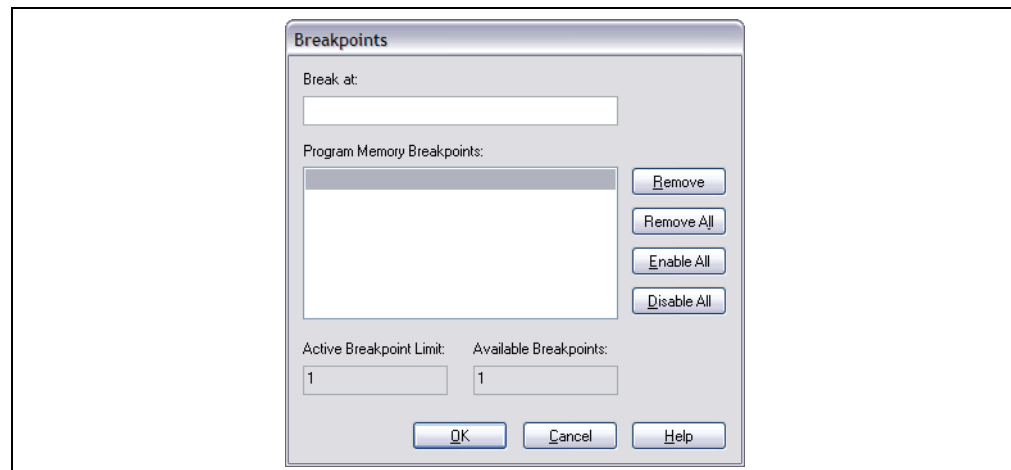 Breakpoints
Break at:
Program Memory Breakpoints:
Remove
Remove All
Enable All
Disable All
Active Breakpoint Limit: Available Breakpoints:
1 1
OK Cancel Help